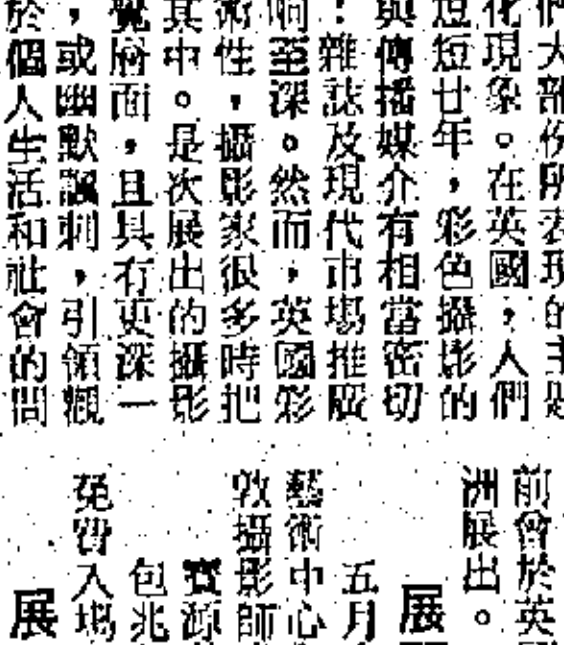 們大部份所表現的主題
化現象。在英國，人們
短短廿年，彩色攝影的
與傳播媒介有相當密切
：雜誌及現代市場推廣
响至深。然而，英國彩
術性，攝影家很多時把
其中。是次展出的攝影
覺層面，且具有更深一
，或幽默諷刺，引領觀
於個人生活和社會的問
前會於英
洲展出。
展
五月
藝術中心
敦攝影師
寶源
包兆
免費入場
展